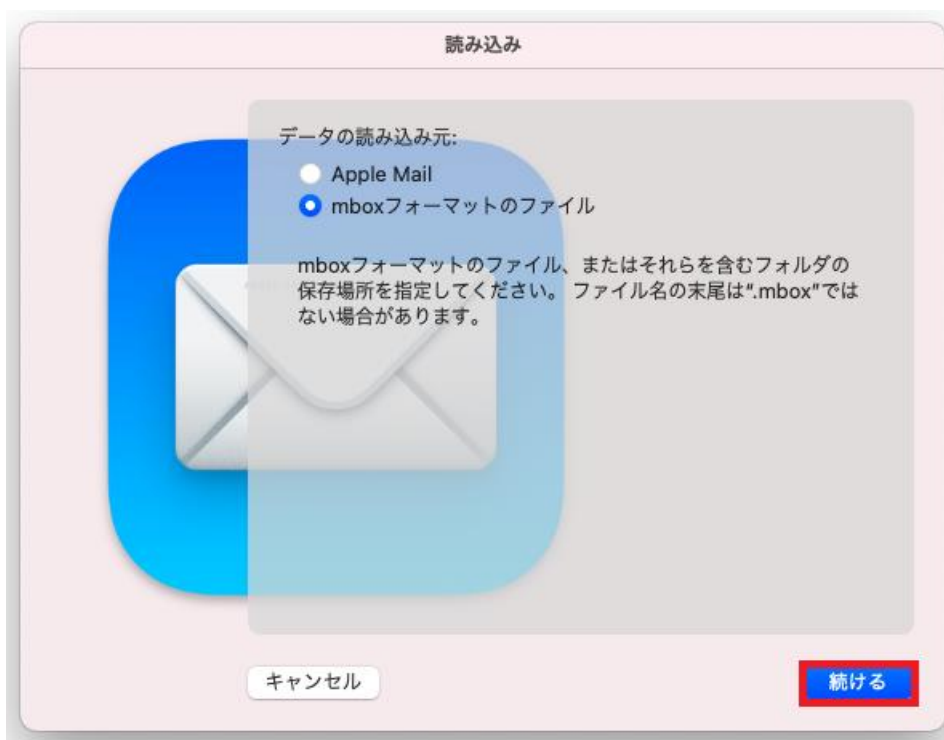 読み込み
データの読み込み元:
Apple Mail
mboxフォーマットのファイル
mboxフォーマットのファイル、またはそれらを含むフォルダの
保存場所を指定してください。 ファイル名の末尾は“.mbox”では
ない場合があります。
キャンセル
続ける